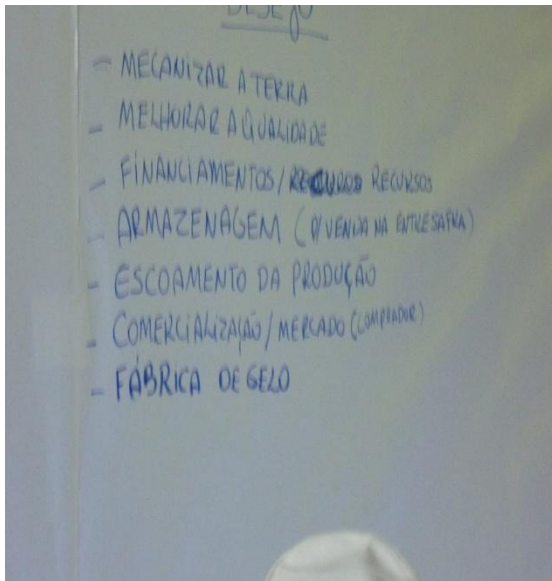 DESEJO
- MECANIZAR A TERRA
- MELHORAR A QUALIDADE
- FINANCIAMENTOS / RECURSOS
- ARMAZENAGEM (P/ VENDA NA ENTRESAFRA)
- ESCOAMENTO DA PRODUÇÃO
- COMERCIALIZAÇÃO / MERCADO (COMPRADOR)
- FÁBRICA DE GELO